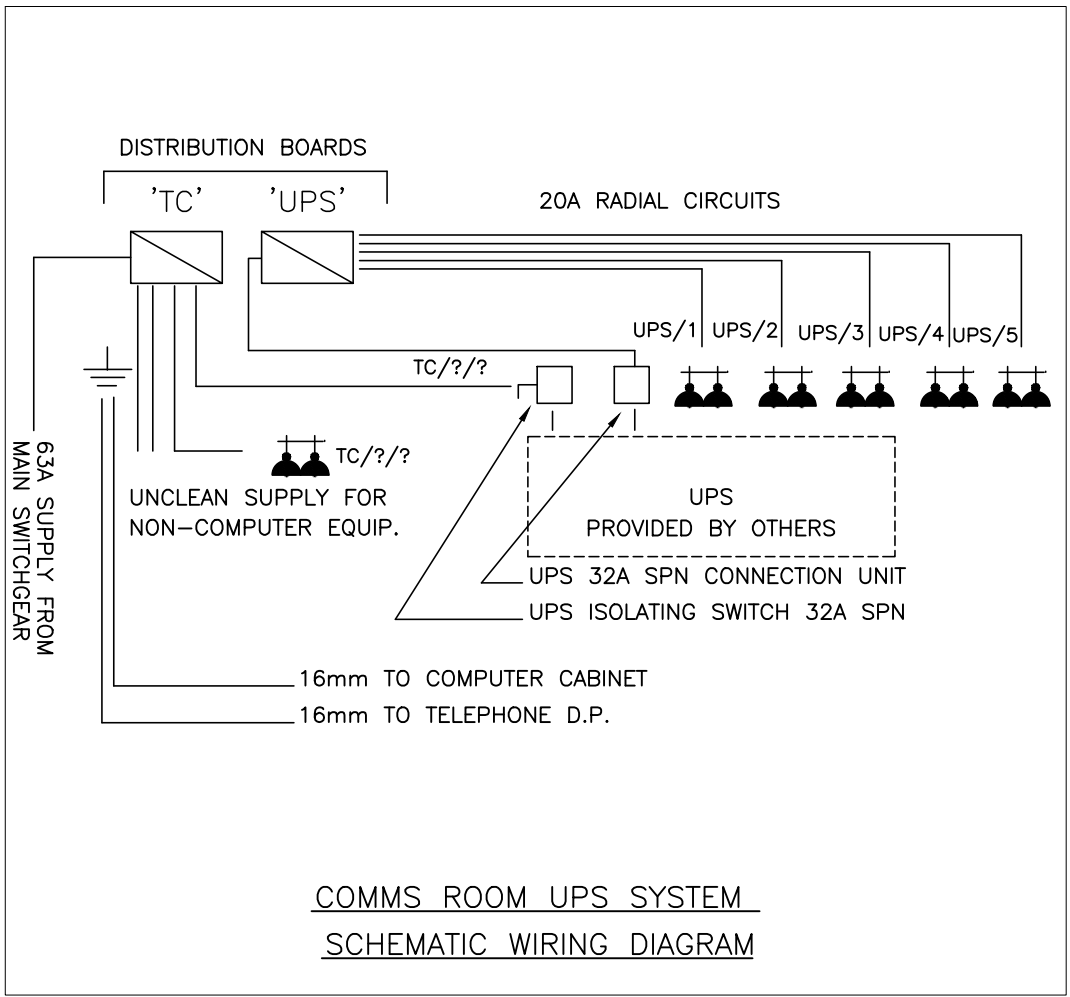 DISTRIBUTION BOARDS
'TC' 'UPS'
20A RADIAL CIRCUITS
UPS/1 UPS/2 UPS/3 UPS/4 UPS/5
TC/?/?
TC/?/?
UNCLEAN SUPPLY FOR
NON-COMPUTER EQUIP.
63A SUPPLY FROM
MAIN SWITCHGEAR
UPS
PROVIDED BY OTHERS
UPS 32A SPN CONNECTION UNIT
UPS ISOLATING SWITCH 32A SPN
16mm TO COMPUTER CABINET
16mm TO TELEPHONE D.P.
COMMS ROOM UPS SYSTEM
SCHEMATIC WIRING DIAGRAM